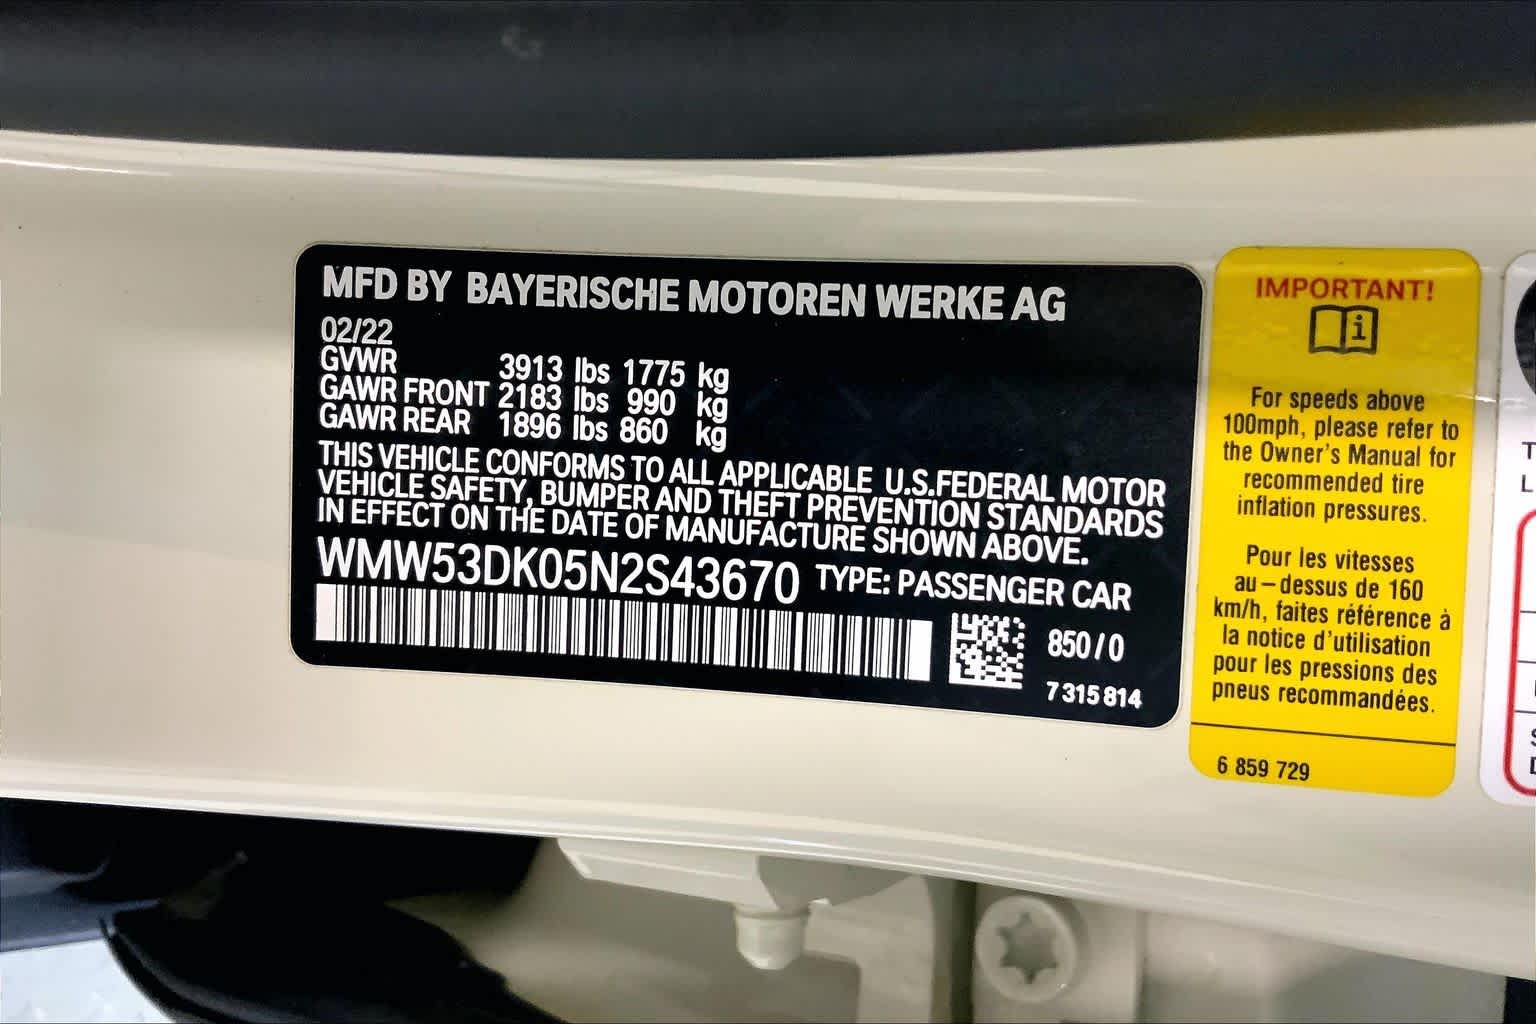 MFD BY BAYERISCHE MOTOREN WERKE AG
02/22
GVWR 3913 lbs 1775 kg
GAWR FRONT 2183 lbs 990 kg
GAWR REAR 1896 lbs 860 kg
THIS VEHICLE CONFORMS TO ALL APPLICABLE U.S.FEDERAL MOTOR
VEHICLE SAFETY, BUMPER AND THEFT PREVENTION STANDARDS
IN EFFECT ON THE DATE OF MANUFACTURE SHOWN ABOVE.
WMW53DK05N2S43670 TYPE: PASSENGER CAR
850/0
7 315 814
IMPORTANT!
i
For speeds above
100mph, please refer to
the Owner's Manual for
recommended tire
inflation pressures.
Pour les vitesses
au-dessus de 160
km/h, faites référence à
la notice d'utilisation
pour les pressions des
pneus recommandées.
6 859 729